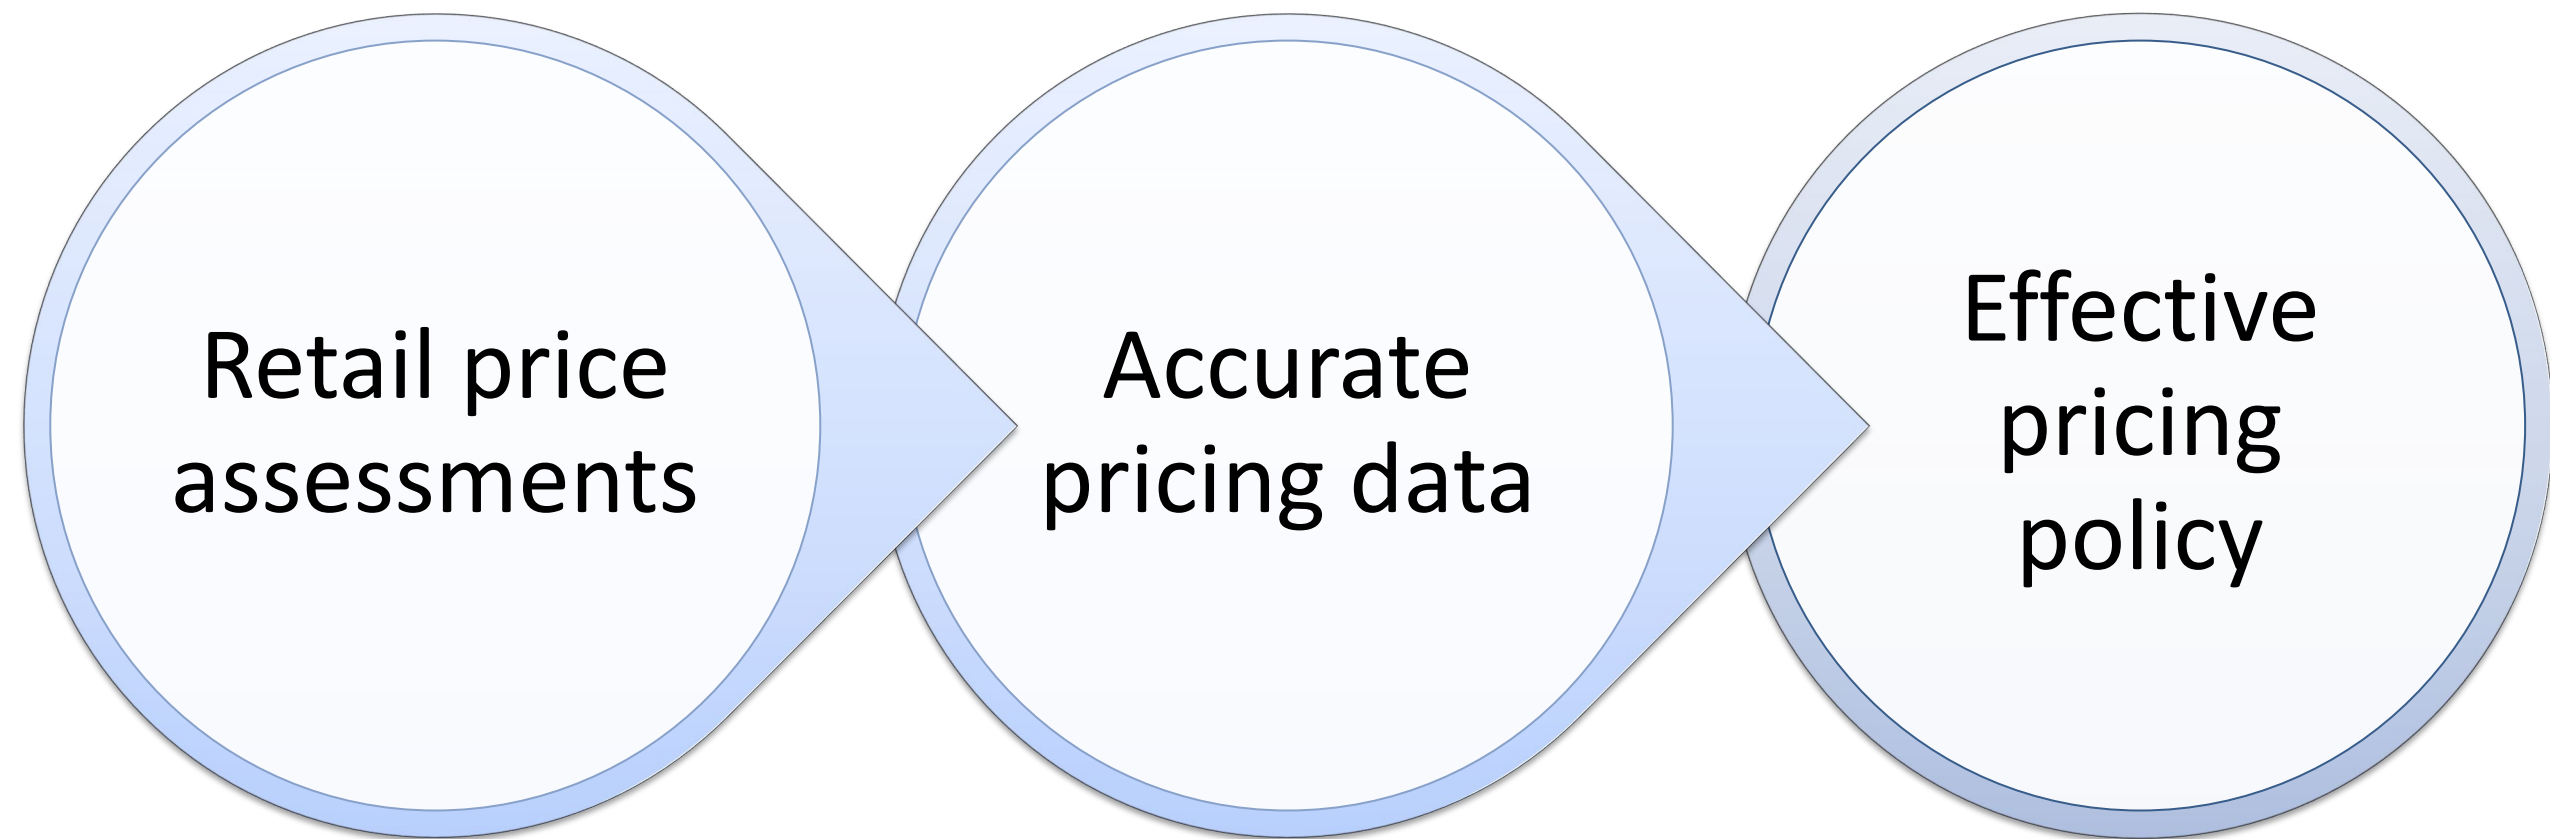 Retail price
assessments
Accurate
pricing data
Effective
pricing
policy